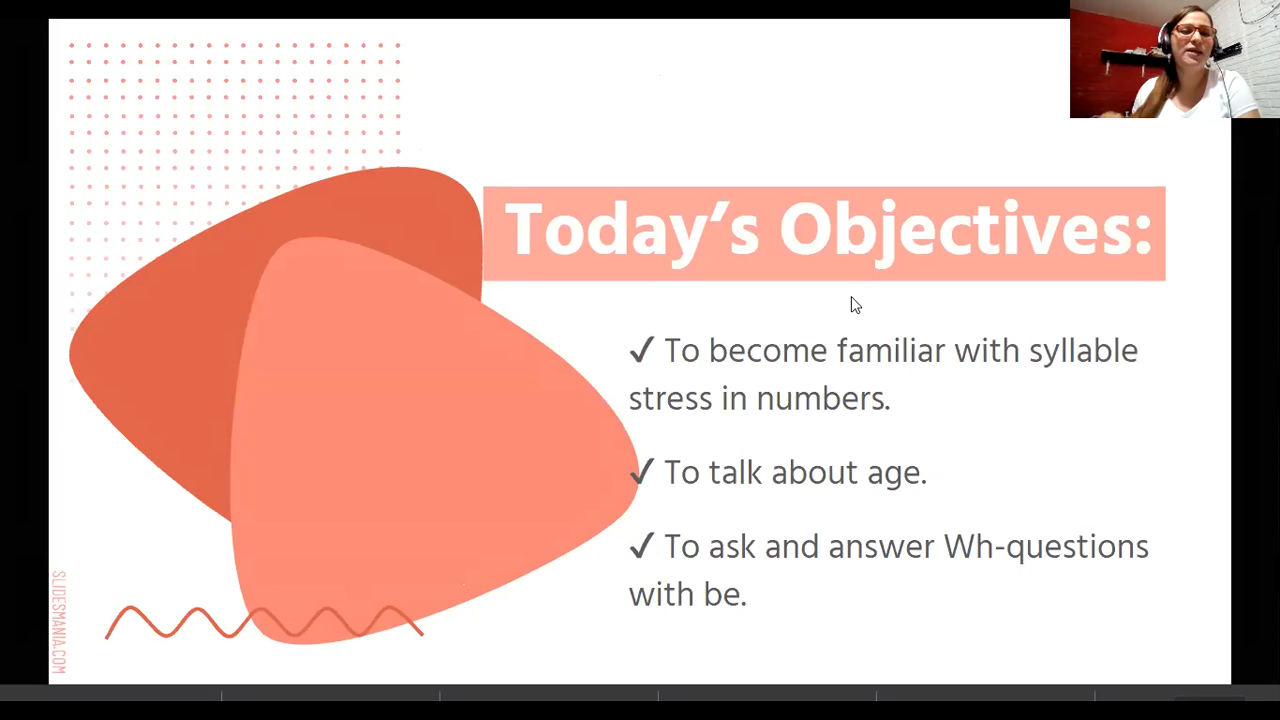 Today's Objectives:
✓ To become familiar with syllable
stress in numbers.
✓ To talk about age.
✓ To ask and answer Wh-questions
with be.
SLIDESMANIA.COM